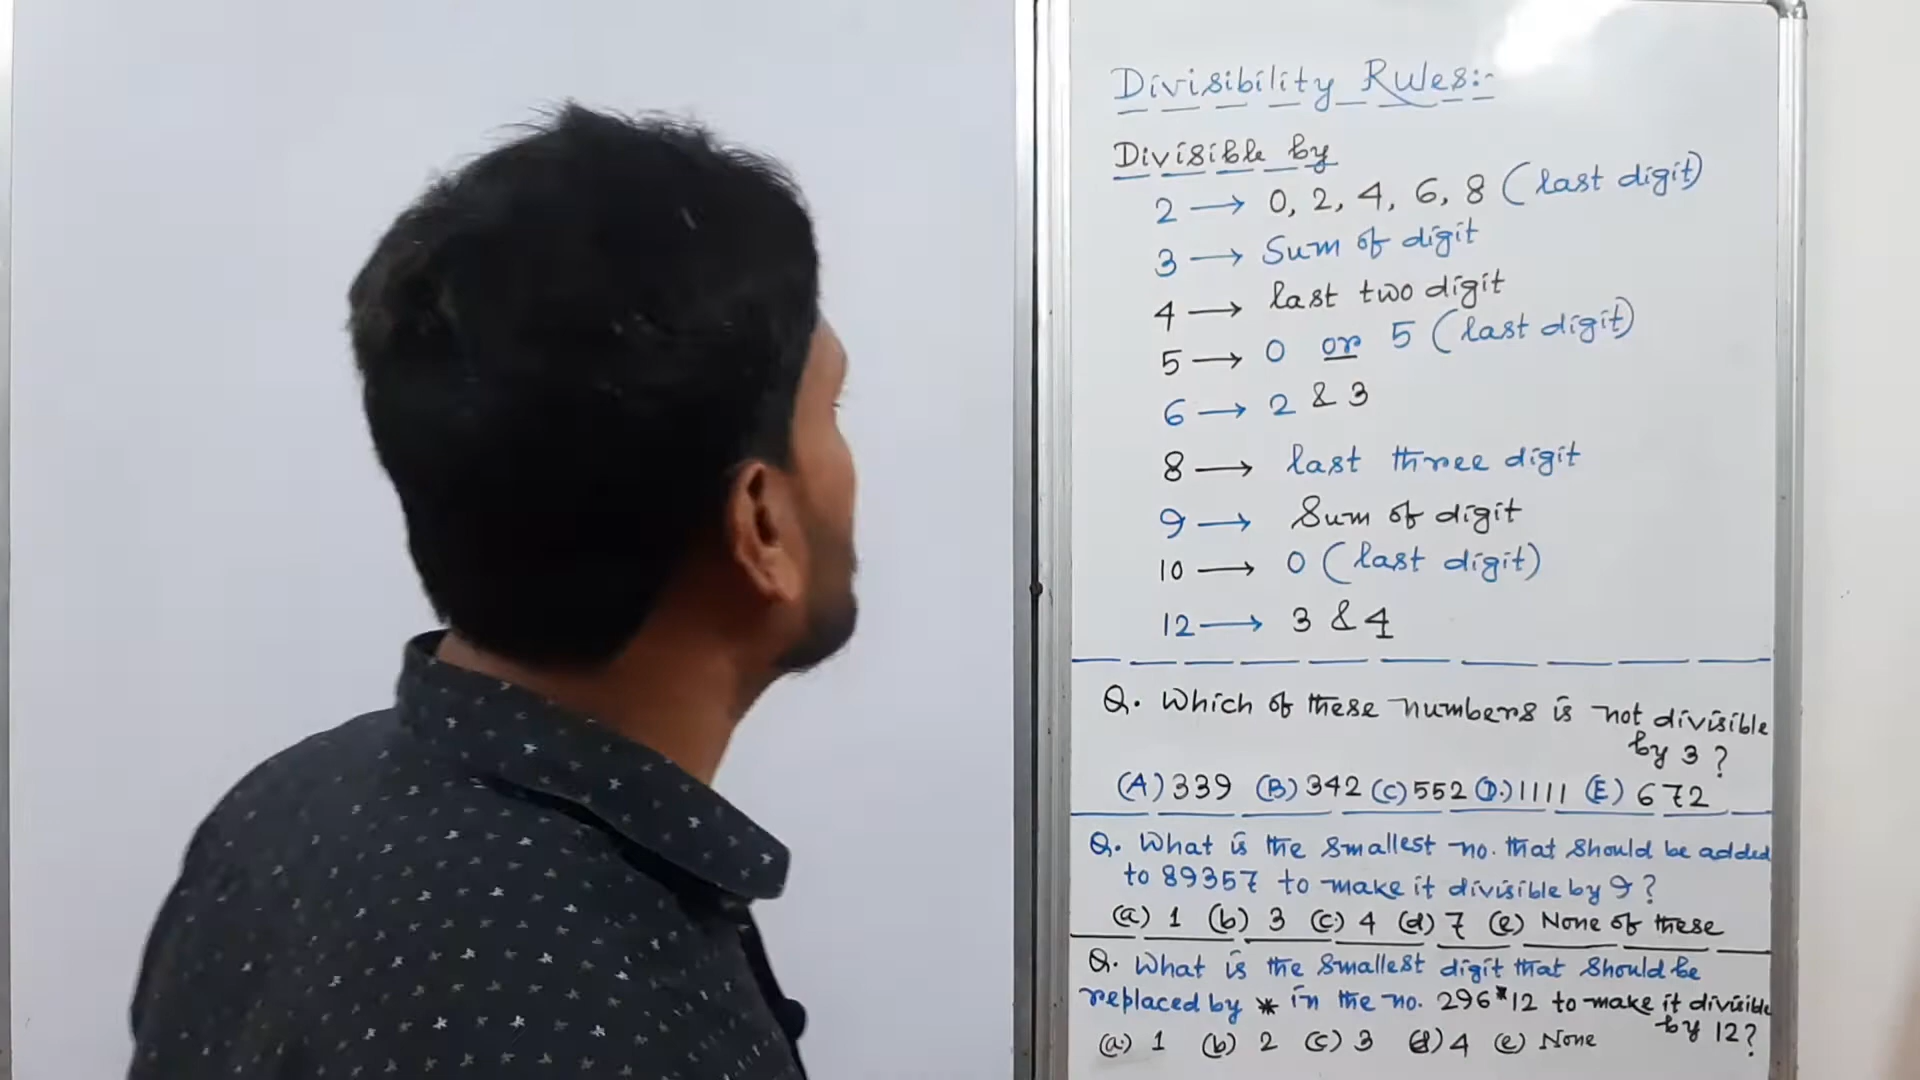 Divisibility Rules:-
Divisible by
2 → 0, 2, 4, 6, 8 (last digit)
3 → Sum of digit
4 → last two digit
5 → 0 or 5 (last digit)
6 → 2 & 3
8 → last three digit
9 → Sum of digit
10 → 0 (last digit)
12 → 3 & 4
Q. Which of these numbers is not divisible
by 3 ?
(A) 339 (B) 342 (C) 552 (D.) 1111 (E) 672
Q. What is the smallest no. that should be added
to 89357 to make it divisible by 9 ?
(a) 1 (b) 3 (c) 4 (d) 7 (e) None of these
Q. What is the smallest digit that should be
replaced by * in the no. 296*12 to make it divisible
by 12?
(a) 1 (b) 2 (c) 3 (d) 4 (e) None